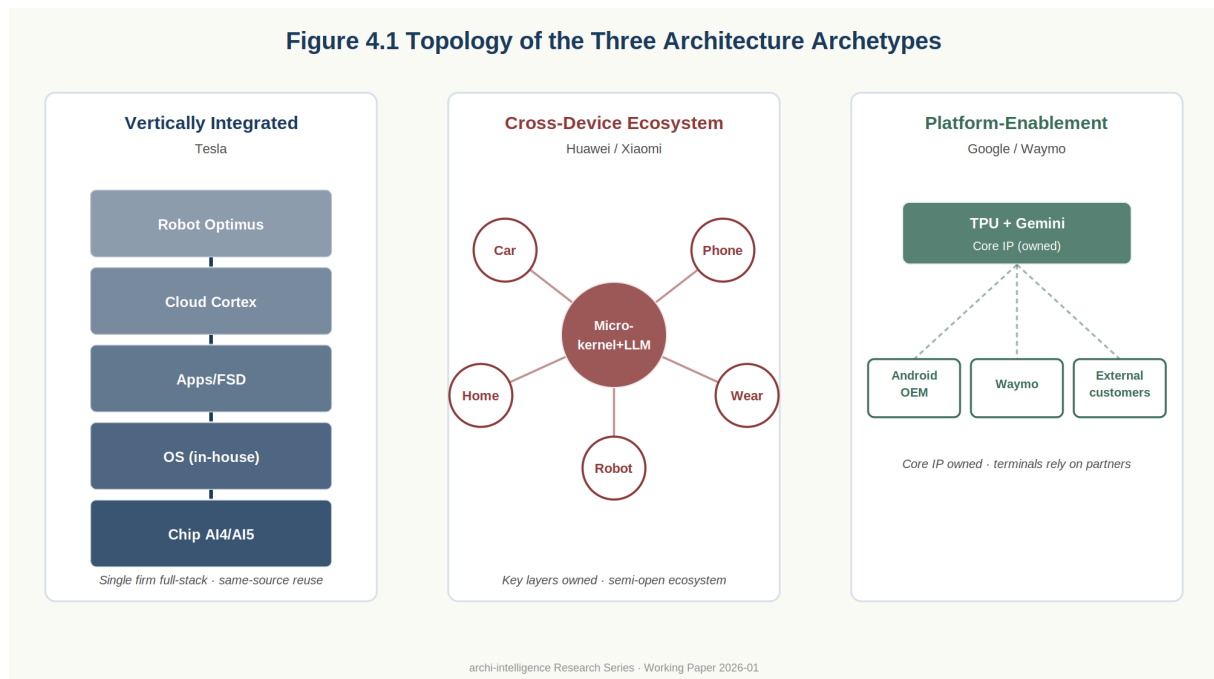 Figure 4.1 Topology of the Three Architecture Archetypes
Vertically Integrated
Tesla
Robot Optimus
Cloud Cortex
Apps/FSD
OS (in-house)
Chip AI4/AI5
Single firm full-stack · same-source reuse
Cross-Device Ecosystem
Huawei / Xiaomi
Car
Phone
Micro-
kernel+LLM
Home
Wear
Robot
Key layers owned · semi-open ecosystem
Platform-Enablement
Google / Waymo
TPU + Gemini
Core IP (owned)
Android
OEM
Waymo
External
customers
Core IP owned · terminals rely on partners
archi-intelligence Research Series · Working Paper 2026-01